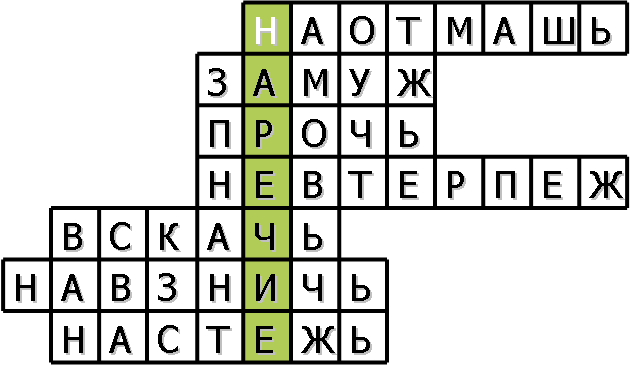 НАОТМАШЬ
ЗАМУЖ
ПРОЧЬ
НЕВТЕРПЕЖ
ВСКАЧЬ
НАВЗНИЧЬ
НАСТЕЖЬ